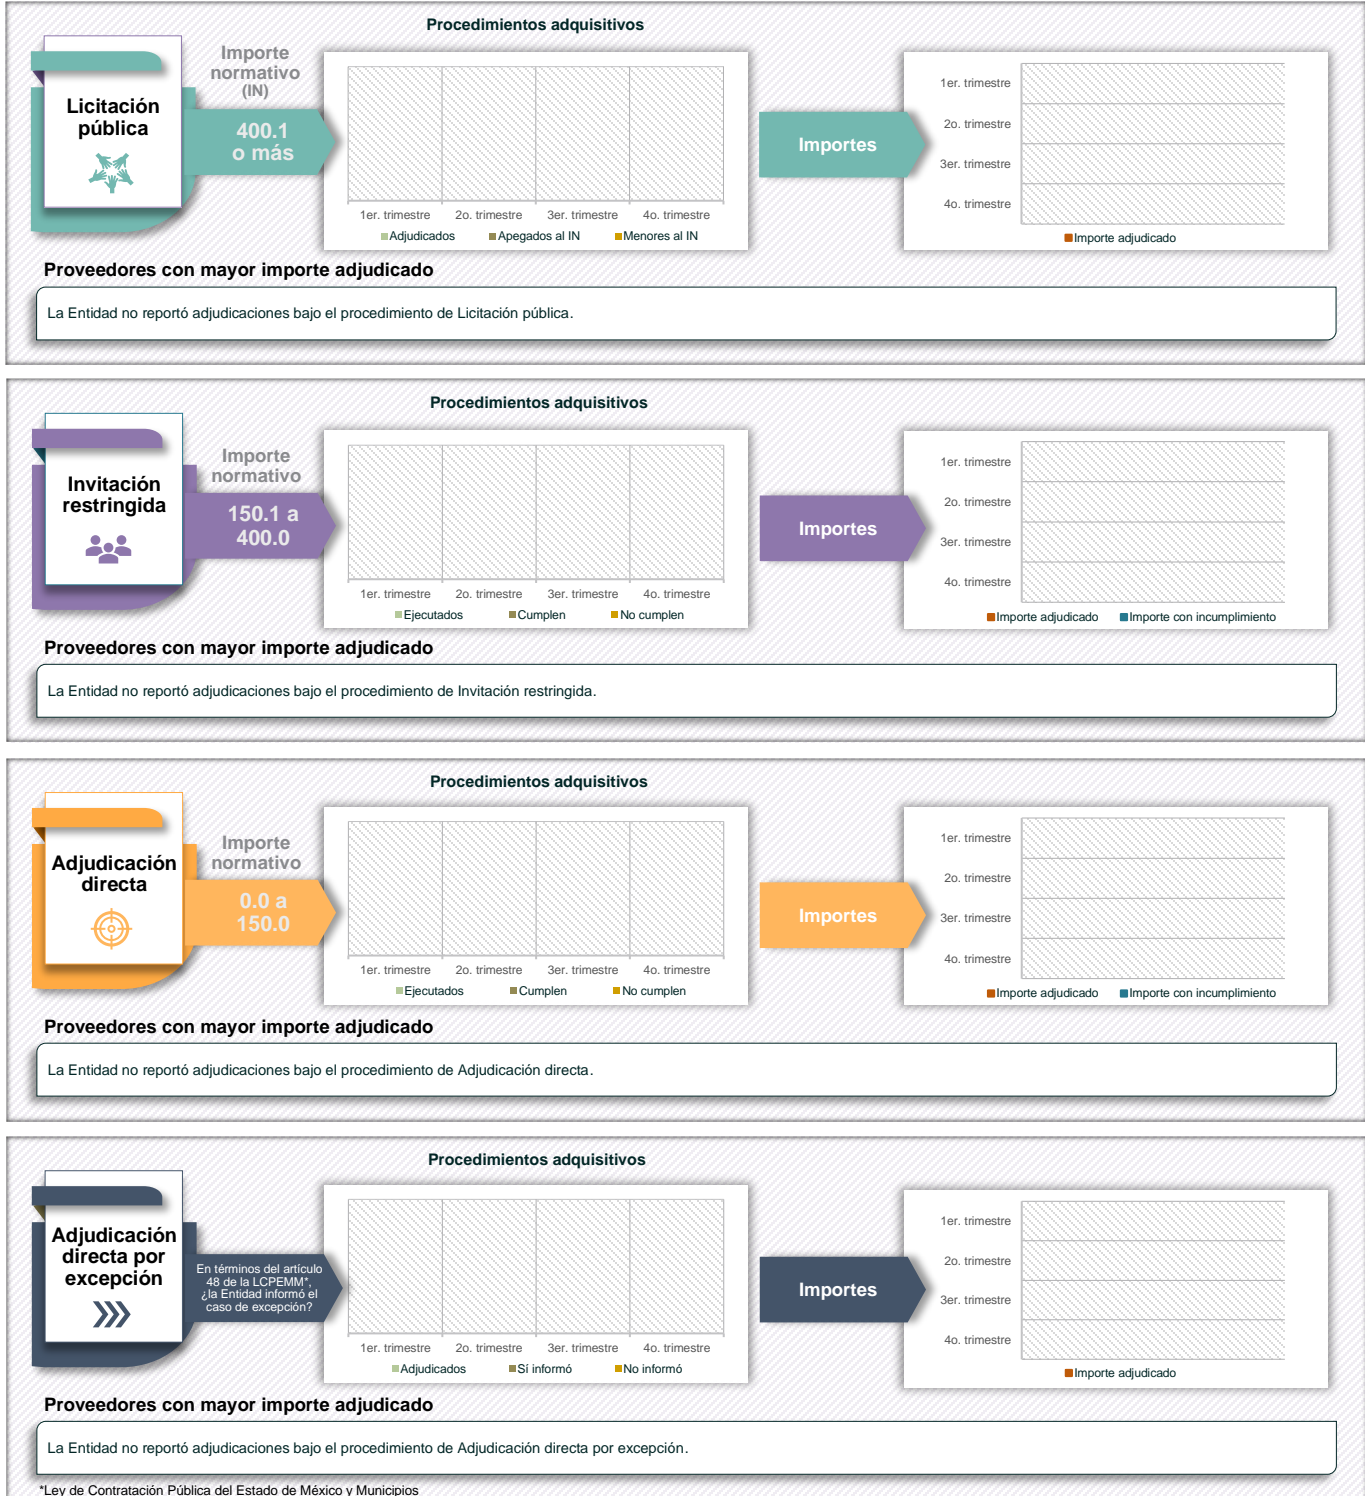 Procedimientos adquisitivos
Licitación
pública
Importe
normativo
(IN)
400.1
o más
1er. trimestre 2o. trimestre 3er. trimestre 4o. trimestre
Adjudicados Apegados al IN Menores al IN
Importes
1er. trimestre
2o. trimestre
3er. trimestre
4o. trimestre
Importe adjudicado
Proveedores con mayor importe adjudicado
La Entidad no reportó adjudicaciones bajo el procedimiento de Licitación pública.
Procedimientos adquisitivos
Invitación
restringida
Importe
normativo
150.1 a
400.0
1er. trimestre 2o. trimestre 3er. trimestre 4o. trimestre
Ejecutados Cumplen No cumplen
Importes
1er. trimestre
2o. trimestre
3er. trimestre
4o. trimestre
Importe adjudicado Importe con incumplimiento
Proveedores con mayor importe adjudicado
La Entidad no reportó adjudicaciones bajo el procedimiento de Invitación restringida.
Procedimientos adquisitivos
Adjudicación
directa
Importe
normativo
0.0 a
150.0
1er. trimestre 2o. trimestre 3er. trimestre 4o. trimestre
Ejecutados Cumplen No cumplen
Importes
1er. trimestre
2o. trimestre
3er. trimestre
4o. trimestre
Importe adjudicado Importe con incumplimiento
Proveedores con mayor importe adjudicado
La Entidad no reportó adjudicaciones bajo el procedimiento de Adjudicación directa.
Procedimientos adquisitivos
Adjudicación
directa por
excepción
En términos del artículo
48 de la LCPEMM*,
¿la Entidad informó el
caso de excepción?
1er. trimestre 2o. trimestre 3er. trimestre 4o. trimestre
Adjudicados Sí informó No informó
Importes
1er. trimestre
2o. trimestre
3er. trimestre
4o. trimestre
Importe adjudicado
Proveedores con mayor importe adjudicado
La Entidad no reportó adjudicaciones bajo el procedimiento de Adjudicación directa por excepción.
*Ley de Contratación Pública del Estado de México y Municipios